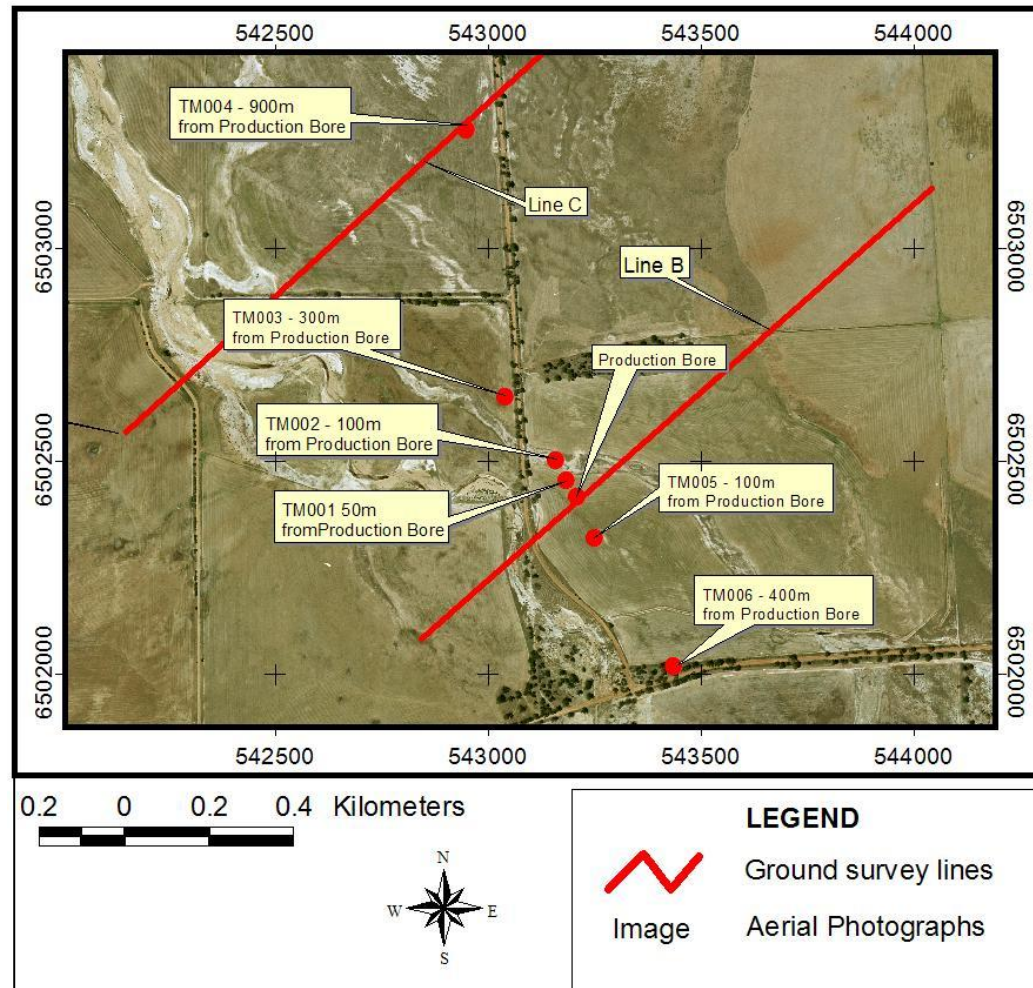 542500 543000 543500 544000
TM004 - 900m
from Production Bore
Line C
6503000
6503000
Line B
TM003 - 300m
from Production Bore
Production Bore
TM002 - 100m
from Production Bore
6502500
6502500
TM005 - 100m
from Production Bore
TM001 50m
fromProduction Bore
TM006 - 400m
from Production Bore
6502000
6502000
542500 543000 543500 544000
0.2 0 0.2 0.4 Kilometers
N
W E
S
LEGEND
Ground survey lines
Image Aerial Photographs